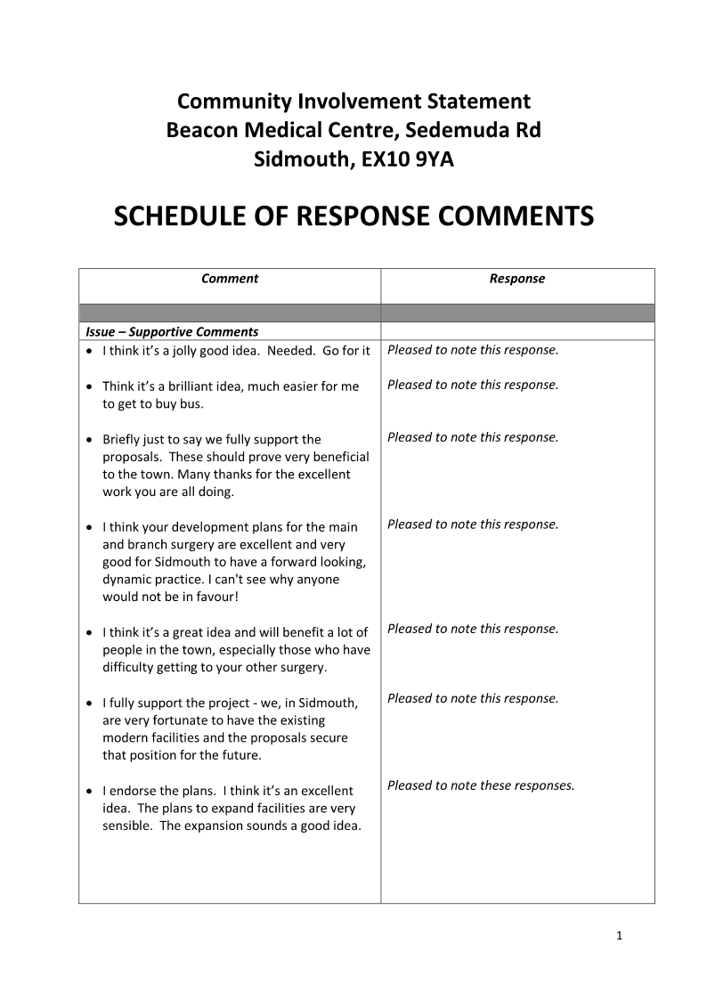 Community Involvement Statement
Beacon Medical Centre, Sedemuda Rd
Sidmouth, EX10 9YA
SCHEDULE OF RESPONSE COMMENTS
Comment
Response
Issue – Supportive Comments
• I think it’s a jolly good idea.  Needed.  Go for it
Pleased to note this response.
• Think it’s a brilliant idea, much easier for me
to get to buy bus.
Pleased to note this response.
• Briefly just to say we fully support the
proposals.  These should prove very beneficial
to the town. Many thanks for the excellent
work you are all doing.
Pleased to note this response.
• I think your development plans for the main
and branch surgery are excellent and very
good for Sidmouth to have a forward looking,
dynamic practice. I can't see why anyone
would not be in favour!
Pleased to note this response.
• I think it’s a great idea and will benefit a lot of
people in the town, especially those who have
difficulty getting to your other surgery.
Pleased to note this response.
• I fully support the project - we, in Sidmouth,
are very fortunate to have the existing
modern facilities and the proposals secure
that position for the future.
Pleased to note this response.
• I endorse the plans.  I think it’s an excellent
idea.  The plans to expand facilities are very
sensible.  The expansion sounds a good idea.
Pleased to note these responses.
1